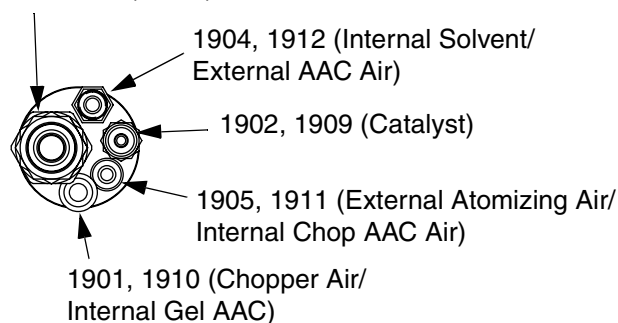 1904, 1912 (Internal Solvent/
External AAC Air)
1902, 1909 (Catalyst)
1905, 1911 (External Atomizing Air/
Internal Chop AAC Air)
1901, 1910 (Chopper Air/
Internal Gel AAC)